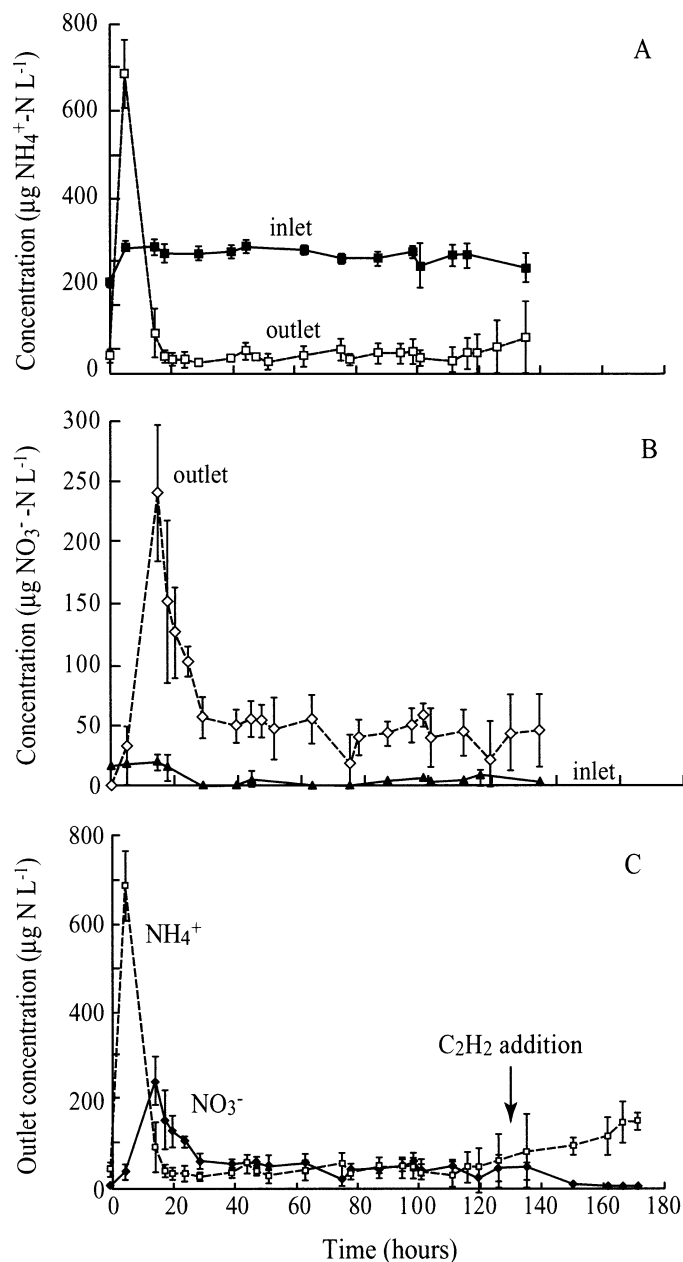 800
A
600
Concentration (µg NH₄⁺-N L⁻¹)
400
inlet
200
outlet
0
300
B
outlet
250
200
Concentration (µg NO₃⁻-N L⁻¹)
150
100
50
inlet
0
800
C
NH₄⁺
600
Outlet concentration (µg N L⁻¹)
400
C₂H₂ addition
200
NO₃⁻
0
0 20 40 60 80 100 120 140 160 180
Time (hours)